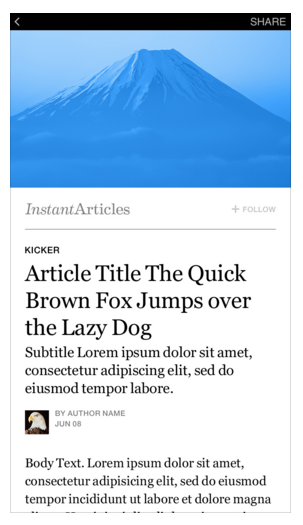 SHARE
InstantArticles
+ FOLLOW
KICKER
Article Title The Quick
Brown Fox Jumps over
the Lazy Dog
Subtitle Lorem ipsum dolor sit amet,
consectetur adipiscing elit, sed do
eiusmod tempor labore.
BY AUTHOR NAME
JUN 08
Body Text. Lorem ipsum dolor sit amet,
consectetur adipiscing elit, sed do eiusmod
tempor incididunt ut labore et dolore magna